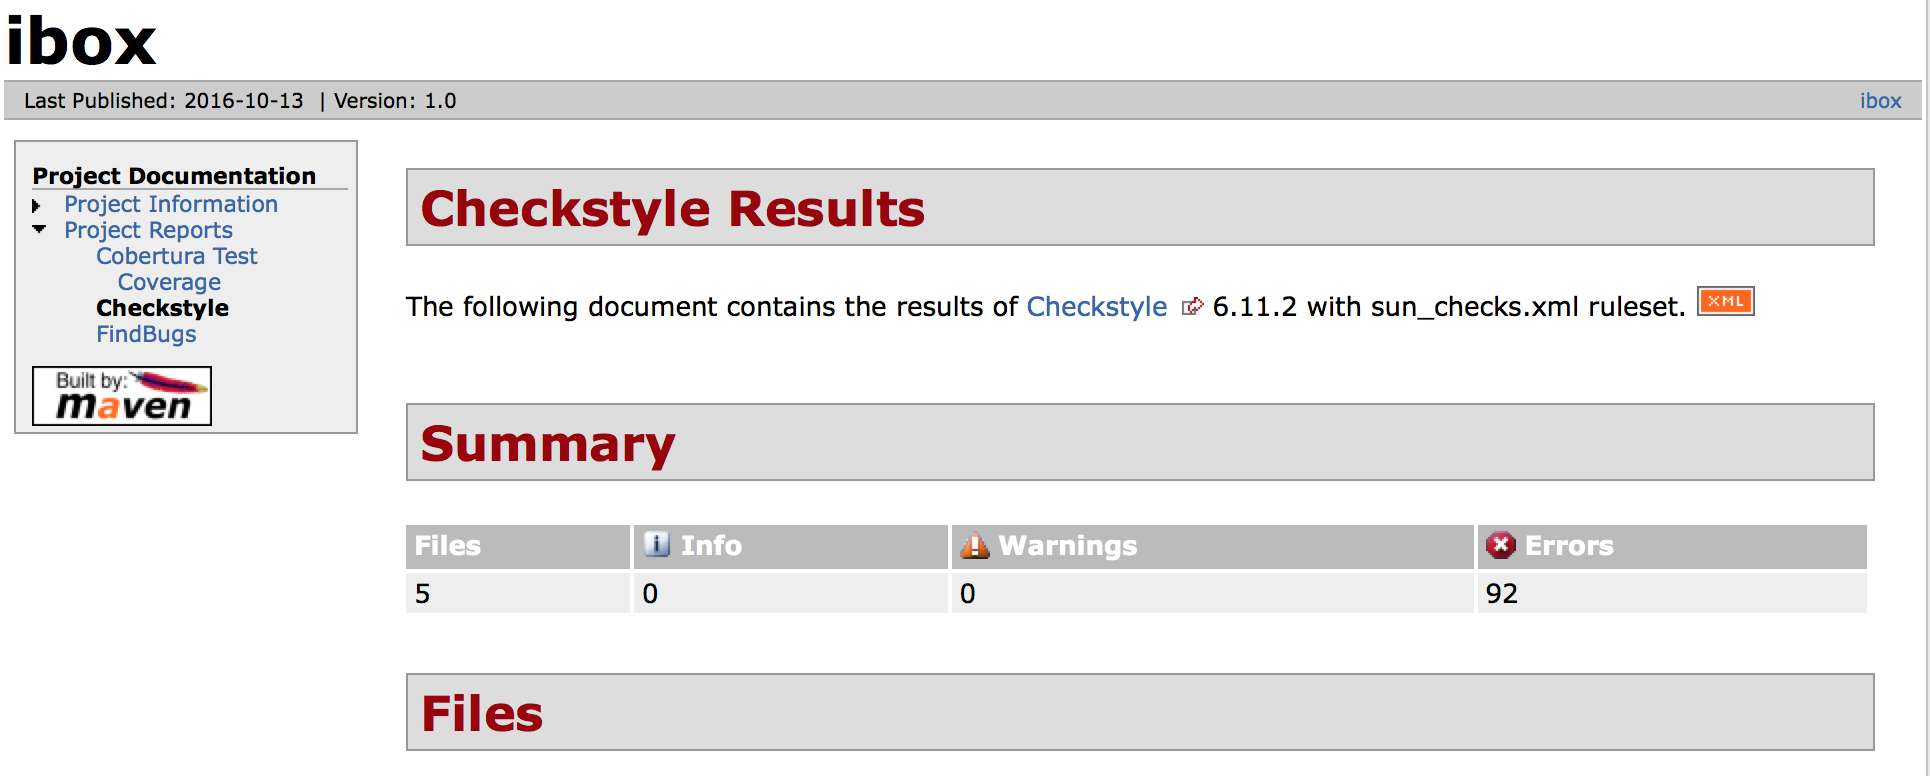 ibox
Last Published: 2016-10-13 | Version: 1.0
ibox
Project Documentation
Project Information
Project Reports
Cobertura Test
Coverage
Checkstyle
FindBugs
Built by:
maven
Checkstyle Results
The following document contains the results of Checkstyle 6.11.2 with sun_checks.xml ruleset. XML
Summary
Files Info Warnings Errors
5 0 0 92
Files